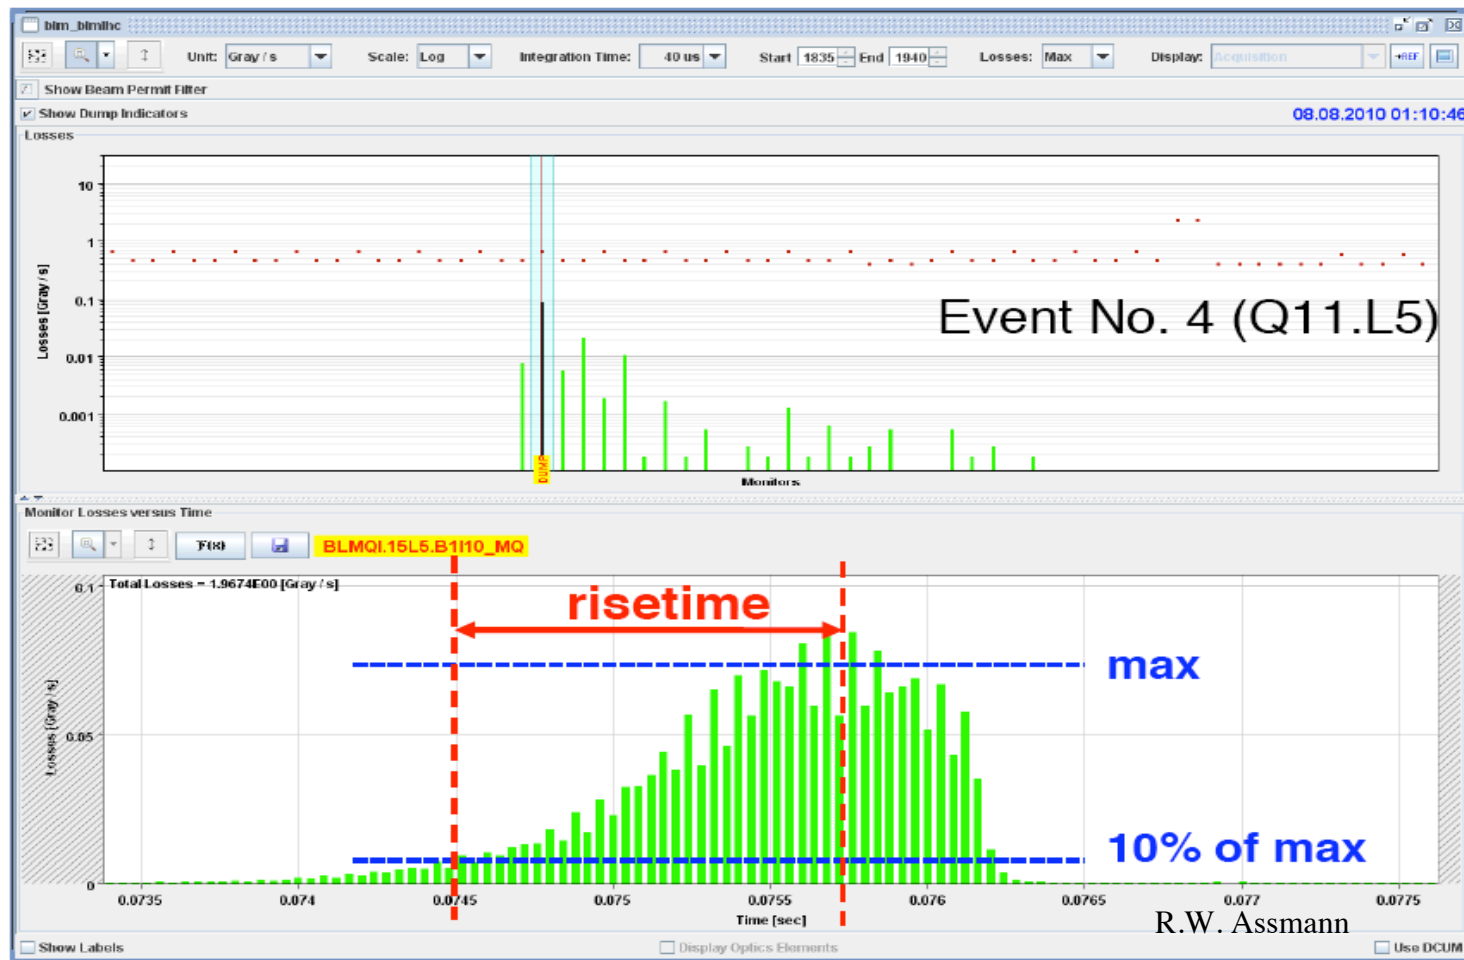 blm_blmlhc
Unit: Gray / s Scale: Log Integration Time: 40 us Start 1835 End 1940 Losses: Max Display: Acquisition →REF
Show Beam Permit Filter
Show Dump Indicators 08.08.2010 01:10:46
Losses
10
1
0.1
0.01
0.001
Losses [Gray / s]
Event No. 4 (Q11.L5)
DUMP
Monitors
Monitor Losses versus Time
F(x) BLMQI.15L5.B1I10_MQ
0.1 Total Losses = 1.9674E00 [Gray / s]
risetime
max
0.05
Losses [Gray / s]
10% of max
0
0.0735 0.074 0.0745 0.075 0.0755 0.076 0.0765 0.077 0.0775
Time [sec]
R.W. Assmann
Show Labels Display Optics Elements Use DCUM